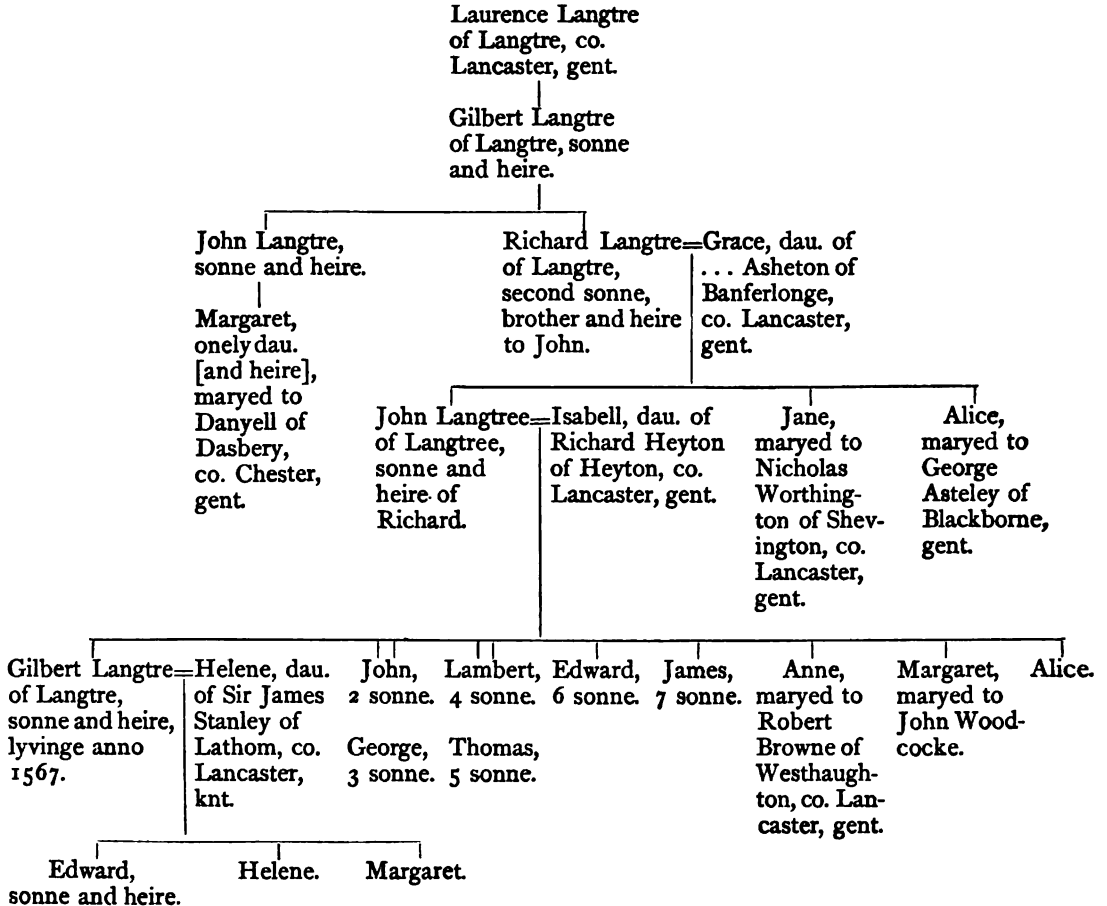 Laurence Langtre
of Langtre, co.
Lancaster, gent.
Gilbert Langtre
of Langtre, sonne
and heire.
John Langtre,
sonne and heire.
Margaret,
onely dau.
[and heire],
maryed to
Danyell of
Dasbery,
co. Chester,
gent.
Richard Langtre=Grace, dau. of
of Langtre,
second sonne,
brother and heire
to John.
... Asheton of
Banferlonge,
co. Lancaster,
gent.
John Langtree=Isabell, dau. of
of Langtree,
sonne and
heire of
Richard.
Richard Heyton
of Heyton, co.
Lancaster, gent.
Jane,
maryed to
Nicholas
Worthing-
ton of Shev-
ington, co.
Lancaster,
gent.
Alice,
maryed to
George
Asteley of
Blackborne,
gent.
Gilbert Langtre=Helene, dau.
of Langtre,
sonne and heire,
lyvinge anno
1567.
of Sir James
Stanley of
Lathom, co.
Lancaster,
knt.
John,
2 sonne.
George,
3 sonne.
Lambert,
4 sonne.
Thomas,
5 sonne.
Edward,
6 sonne.
James,
7 sonne.
Anne,
maryed to
Robert
Browne of
Westhaugh-
ton, co. Lan-
caster, gent.
Margaret,
maryed to
John Wood-
cocke.
Alice.
Edward,
sonne and heire.
Helene.
Margaret.